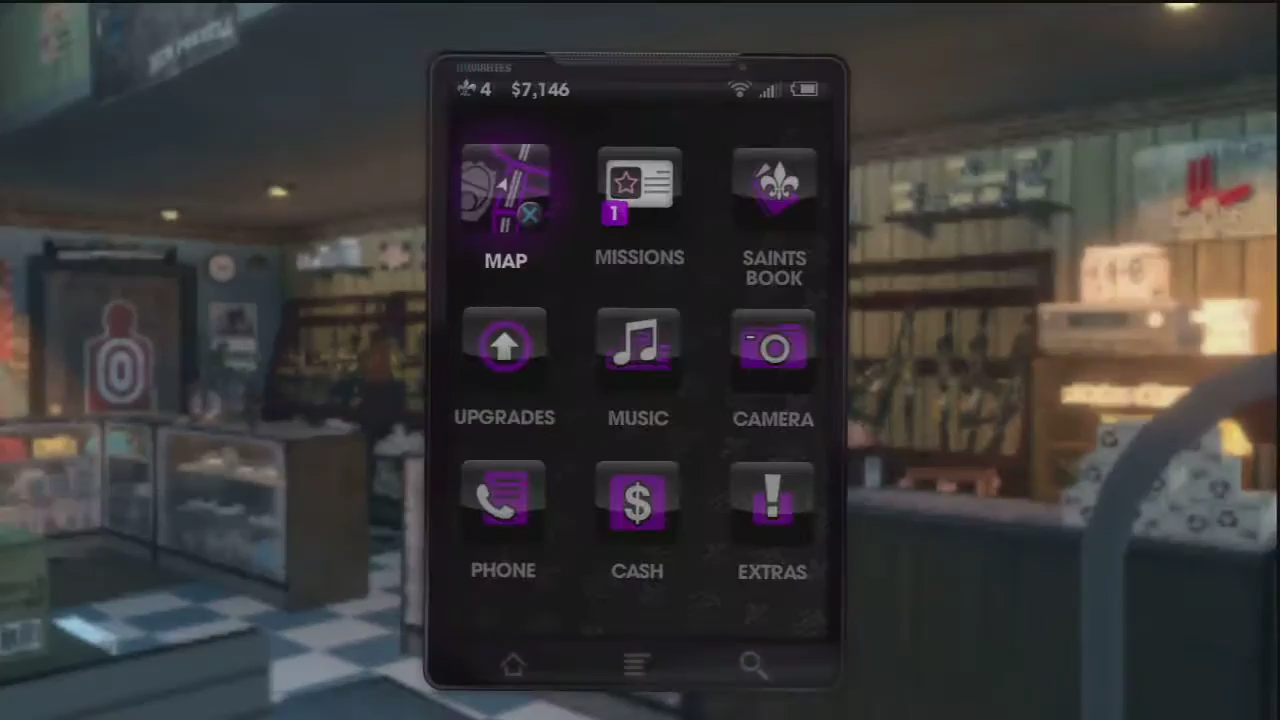 4 $7,146
MAP
MISSIONS
1
SAINTS
BOOK
UPGRADES
MUSIC
CAMERA
PHONE
$
CASH
!
EXTRAS